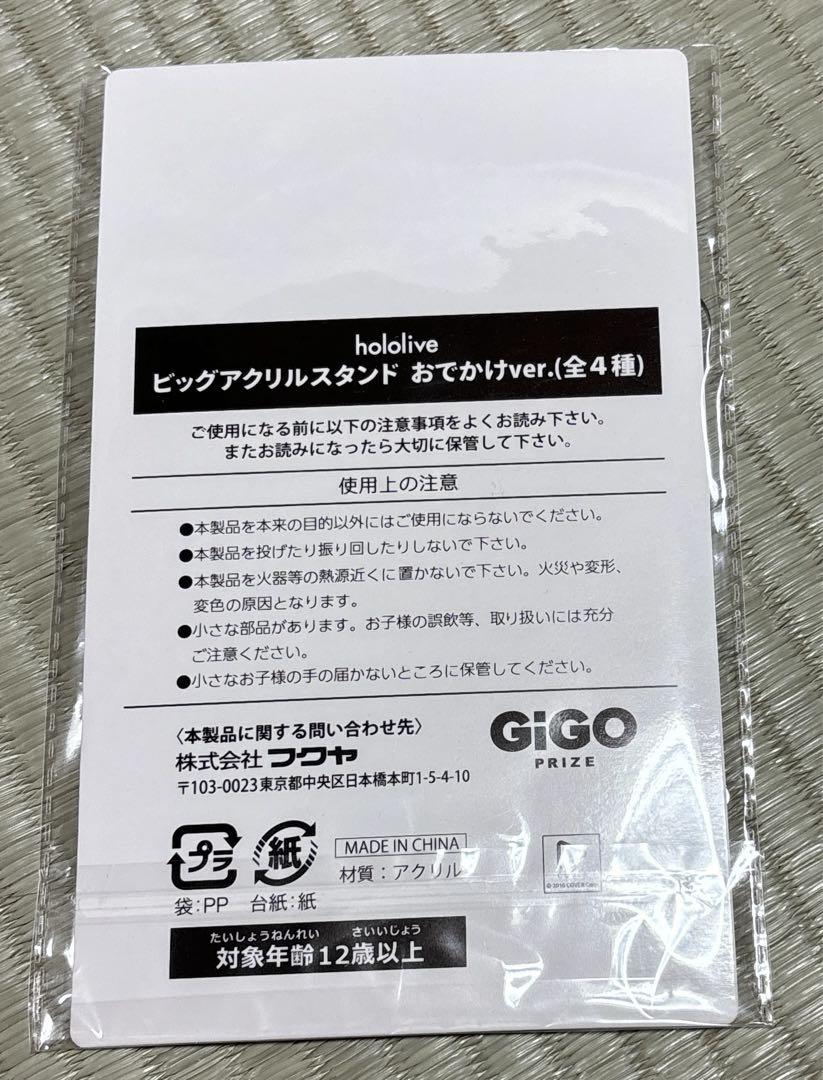 hololive
ビッグアクリルスタンド おでかけver.(全4種)
ご使用になる前に以下の注意事項をよくお読み下さい。
またお読みになったら大切に保管して下さい。
使用上の注意
●本製品を本来の目的以外にはご使用にならないでください。
●本製品を投げたり振り回したりしないで下さい。
●本製品を火器等の熱源近くに置かないで下さい。火災や変形、
変色の原因となります。
●小さな部品があります。お子様の誤飲等、取り扱いには充分
ご注意ください。
●小さなお子様の手の届かないところに保管してください。
〈本製品に関する問い合わせ先〉
株式会社 フクヤ
〒103-0023東京都中央区日本橋本町1-5-4-10
GiGO
PRIZE
プラ
紙
MADE IN CHINA
材質：アクリル
袋:PP 台紙:紙
© 2016 COVER Corp.
たいしょうねんれい さいいじょう
対象年齢12歳以上